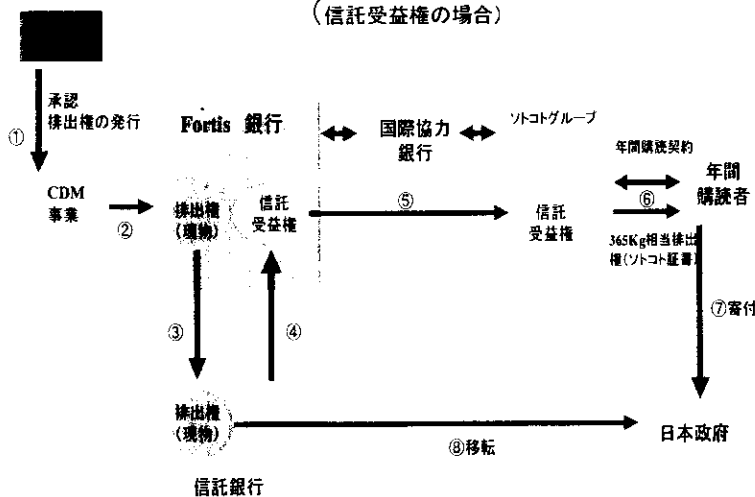 (信託受益権の場合)
承認
排出権の発行
①
Fortis 銀行
国際協力
銀行
ソトコトグループ
年間購読契約
年間
購読者
CDM
事業
②
排出権
(現物)
信託
受益権
⑤
信託
受益権
⑥
365Kg相当排出
権(ソトコト証書)
③
④
⑦寄付
排出権
(現物)
⑧移転
日本政府
信託銀行